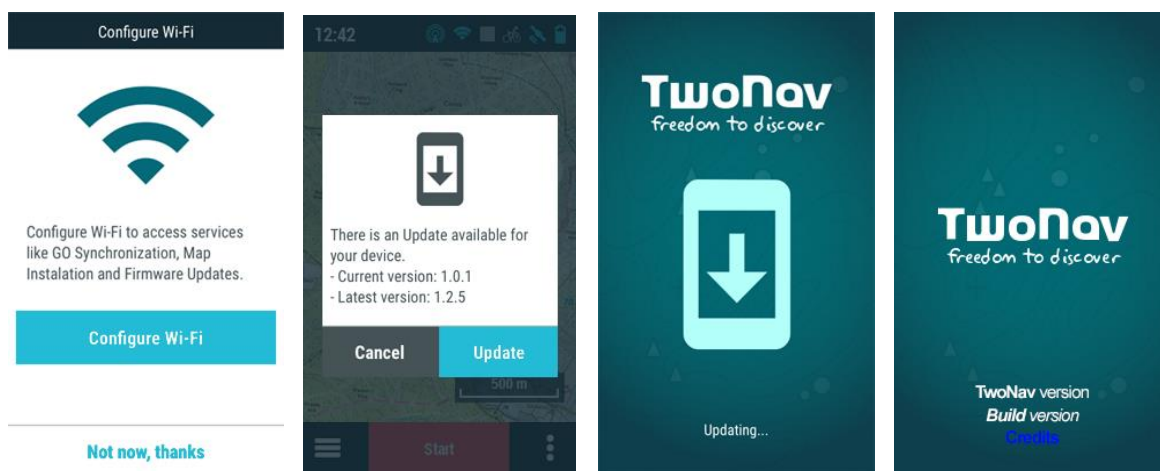 Configure Wi-Fi
Configure Wi-Fi to access services
like GO Synchronization, Map
Instalation and Firmware Updates.
Configure Wi-Fi
Not now, thanks
12:42
There is an Update available for
your device.
- Current version: 1.0.1
- Latest version: 1.2.5
Cancel
Update
500 m
Start
TwoNav
freedom to discover
Updating...
TwoNav
freedom to discover
TwoNav version
Build version
Credits